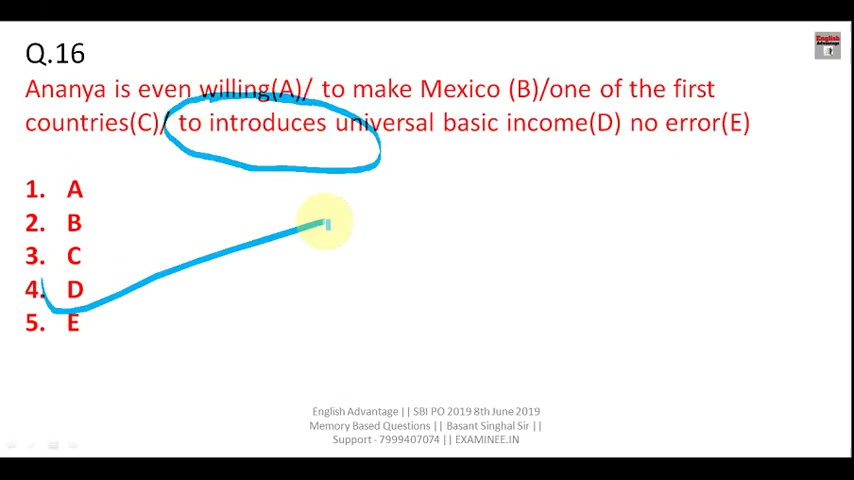 Q.16
English
Advantage
Ananya is even willing(A)/ to make Mexico (B)/one of the first
countries(C)/ to introduces universal basic income(D) no error(E)
1. A
2. B
3. C
4. D
5. E
English Advantage || SBI PO 2019 8th June 2019
Memory Based Questions || Basant Singhal Sir ||
Support - 7999407074 || EXAMINEE.IN